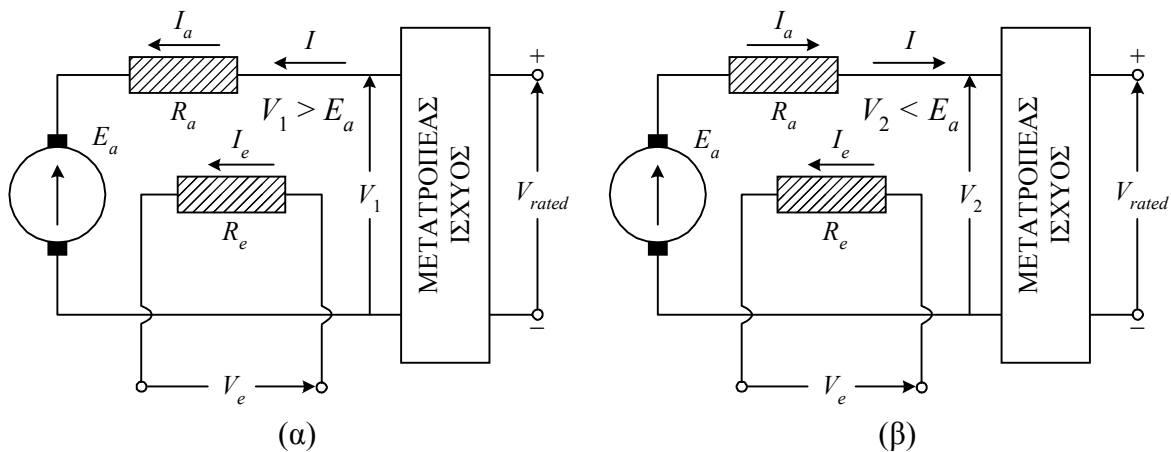 I_a
I
+
R_a
V_1 > E_a
E_a
I_e
V_1
V_rated
R_e
ΜΕΤΑΤΡΟΠΕΑΣ
ΙΣΧΥΟΣ
–
V_e
(α)
I_a
I
+
R_a
V_2 < E_a
E_a
I_e
V_2
V_rated
R_e
ΜΕΤΑΤΡΟΠΕΑΣ
ΙΣΧΥΟΣ
–
V_e
(β)